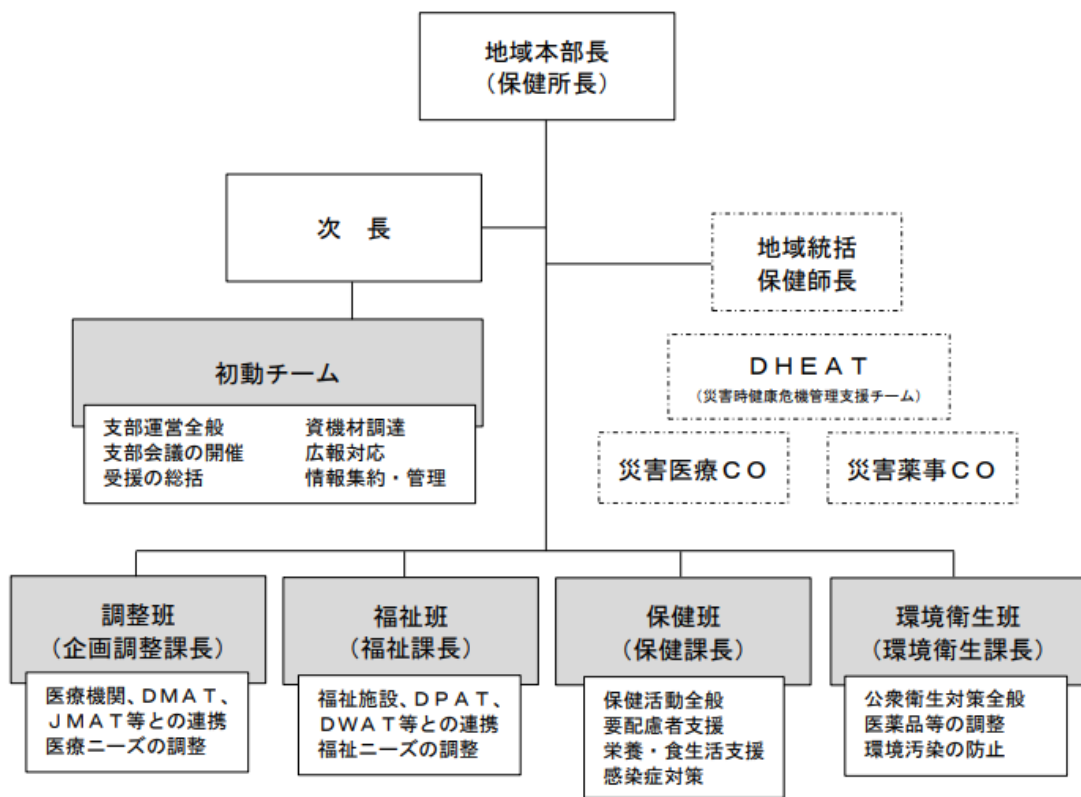 地域本部長
（保健所長）
次　長
地域統括
保健師長
初動チーム
支部運営全般　資機材調達
支部会議の開催　広報対応
受援の総括　情報集約・管理
ＤＨＥＡＴ
（災害時健康危機管理支援チーム）
災害医療ＣＯ
災害薬事ＣＯ
調整班
（企画調整課長）
医療機関、ＤＭＡＴ、
ＪＭＡＴ等との連携
医療ニーズの調整
福祉班
（福祉課長）
福祉施設、ＤＰＡＴ、
ＤＷＡＴ等との連携
福祉ニーズの調整
保健班
（保健課長）
保健活動全般
要配慮者支援
栄養・食生活支援
感染症対策
環境衛生班
（環境衛生課長）
公衆衛生対策全般
医薬品等の調整
環境汚染の防止